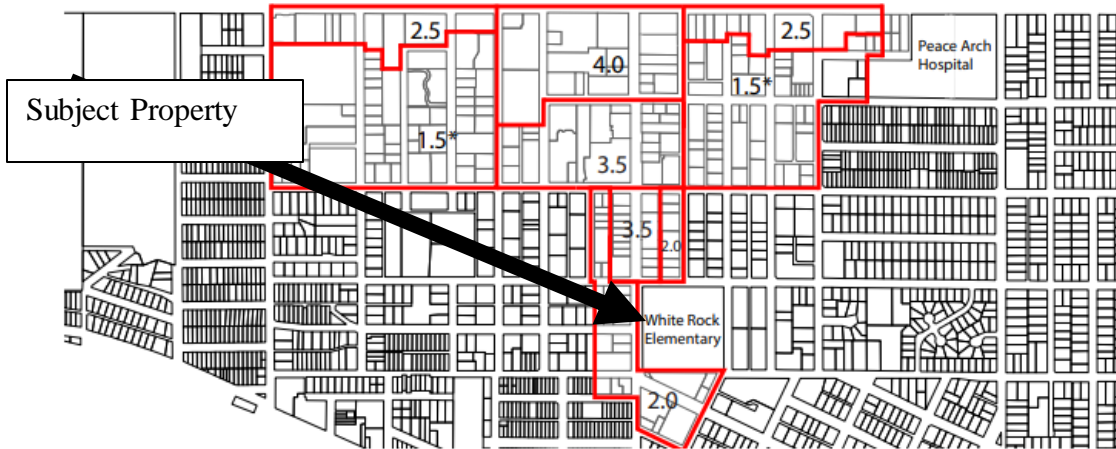 2.5
4.0
2.5
Peace Arch
Hospital
1.5*
Subject Property
1.5*
3.5
3.5
2.0
White Rock
Elementary
2.0